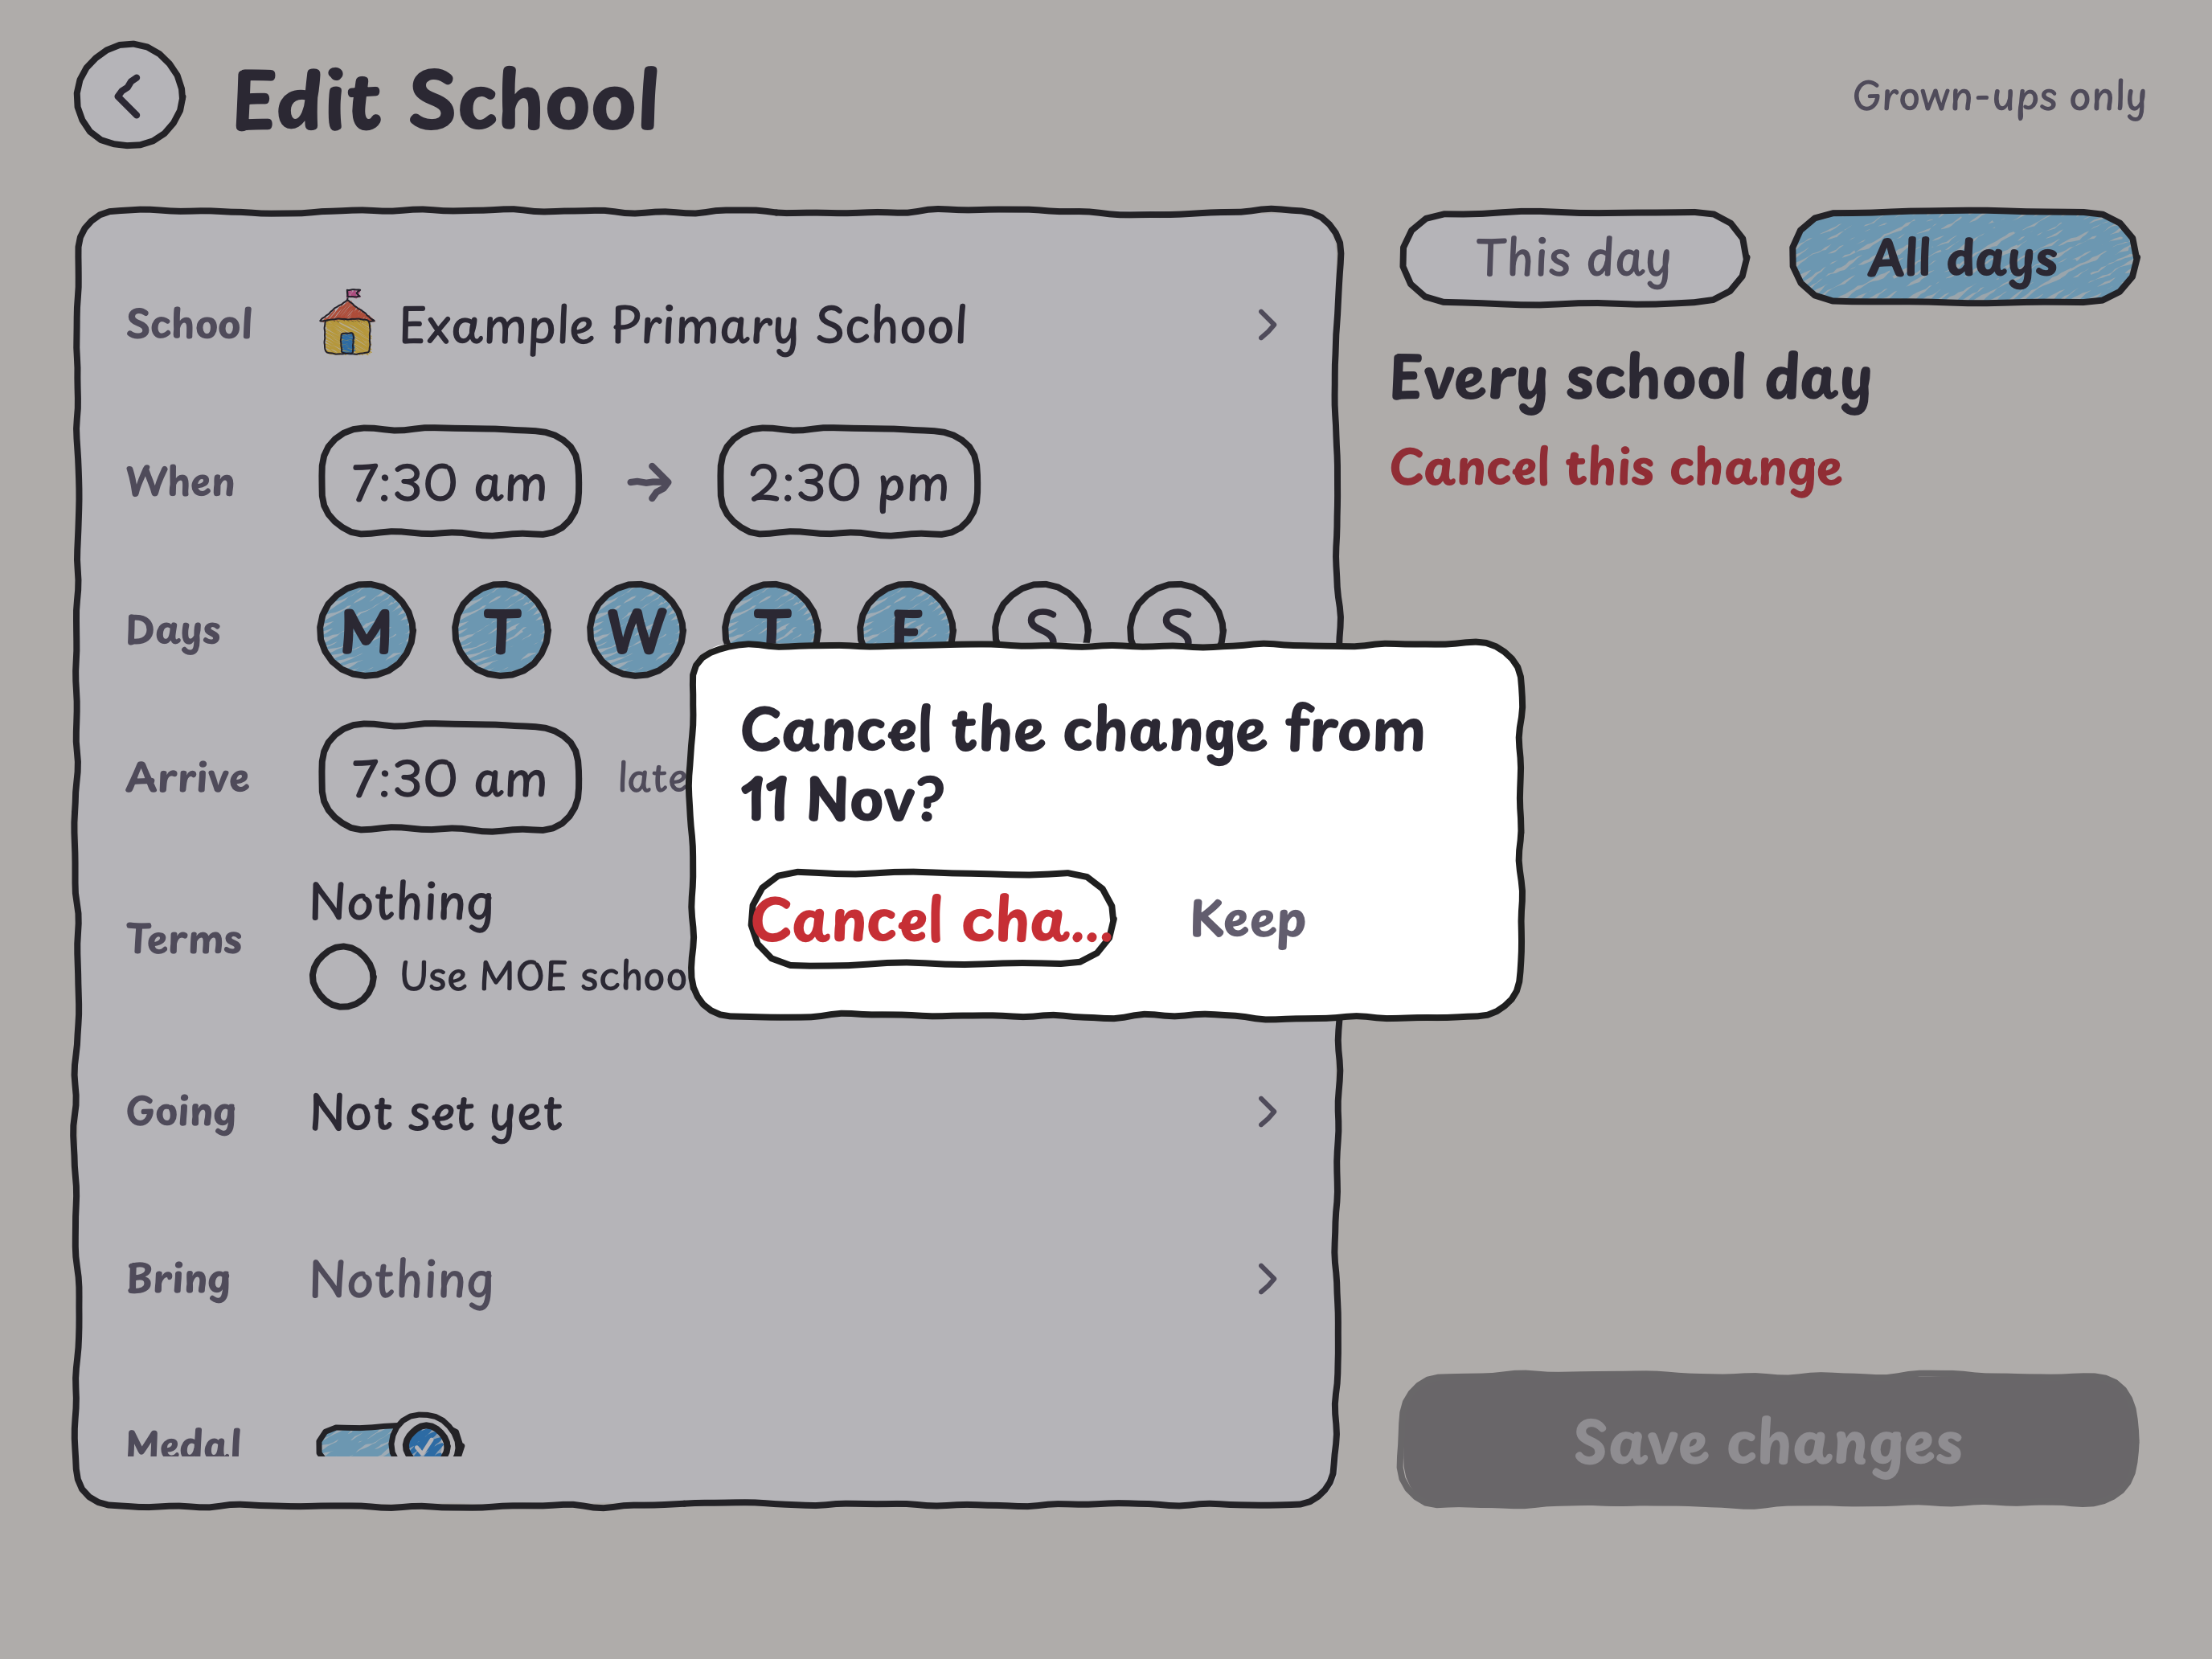 Edit School
Grown-ups only
School
Example Primary School
This day
All days
Every school day
Cancel this change
When
7:30 am
2:30 pm
Days
M T W T F S S
Arrive
7:30 am
Cancel the change from
11 Nov?
Cancel cha...
Keep
Terms
Nothing
Use MOE
Going
Not set yet
Bring
Nothing
Medal
Save changes